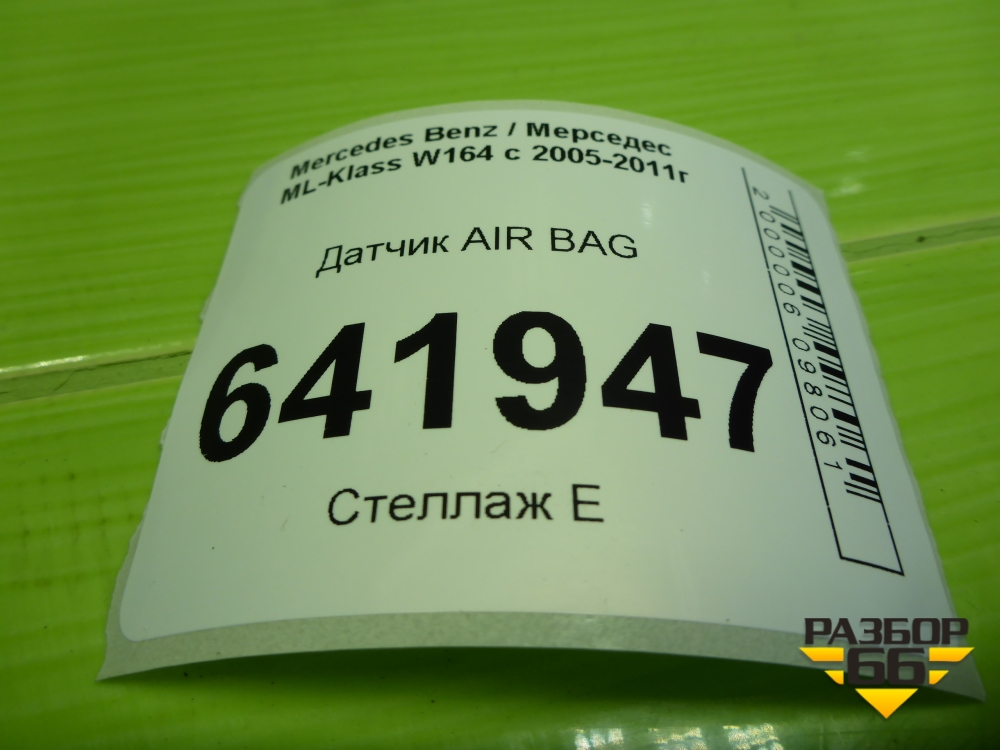 Mercedes Benz / Мерседес
ML-Klass W164 с 2005-2011г
Датчик AIR BAG
641947
Стеллаж Е
2000006098061
РАЗБОР
66